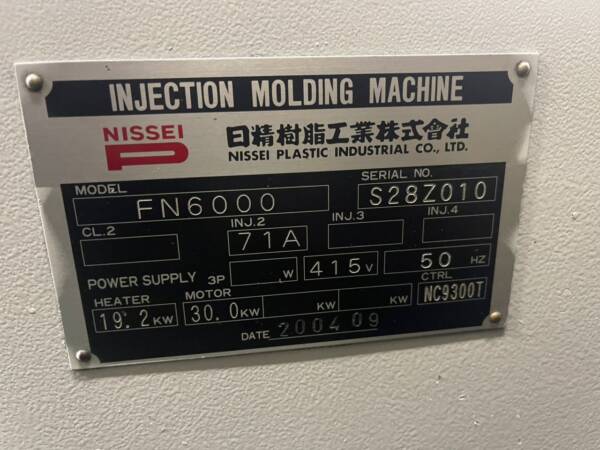 INJECTION MOLDING MACHINE
NISSEI
P
日精樹脂工業株式會社
NISSEI PLASTIC INDUSTRIAL CO., LTD.
MODEL
FN6000
SERIAL NO.
S28Z010
CL.2
INJ.2
71A
INJ.3
INJ.4
POWER SUPPLY 3P W 415V 50 HZ
HEATER
19.2KW
MOTOR
30.0KW
KW
KW
CTRL
NC9300T
DATE 2004 09